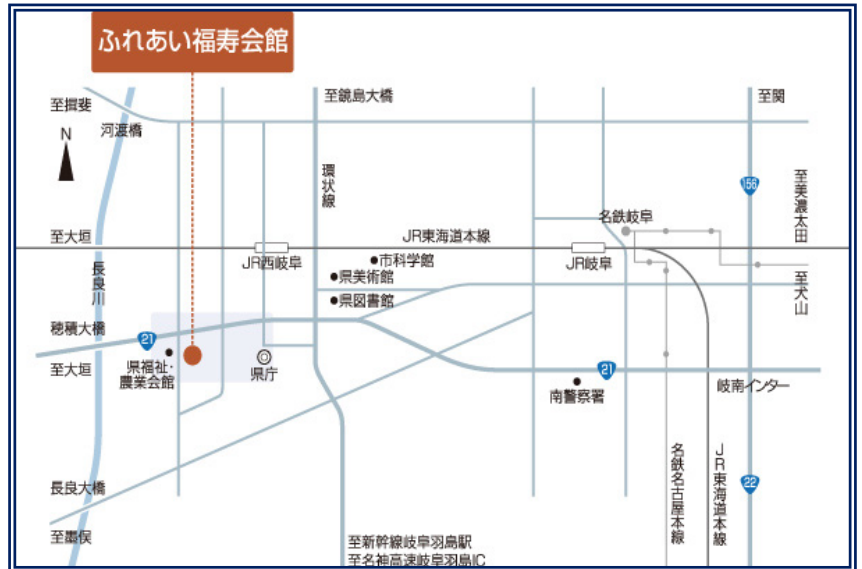 ふれあい福寿会館
至揖斐
至鏡島大橋
至関
河渡橋
N
環状線
156
至美濃太田
名鉄岐阜
至大垣
JR東海道本線
JR西岐阜
市科学館
JR岐阜
長良川
県美術館
至犬山
県図書館
穂積大橋
21
至大垣
県福祉・
農業会館
県庁
21
南警察署
岐南インター
長良大橋
名鉄名古屋本線
JR東海道本線
22
至墨俣
至新幹線岐阜羽島駅
至名神高速岐阜羽島IC